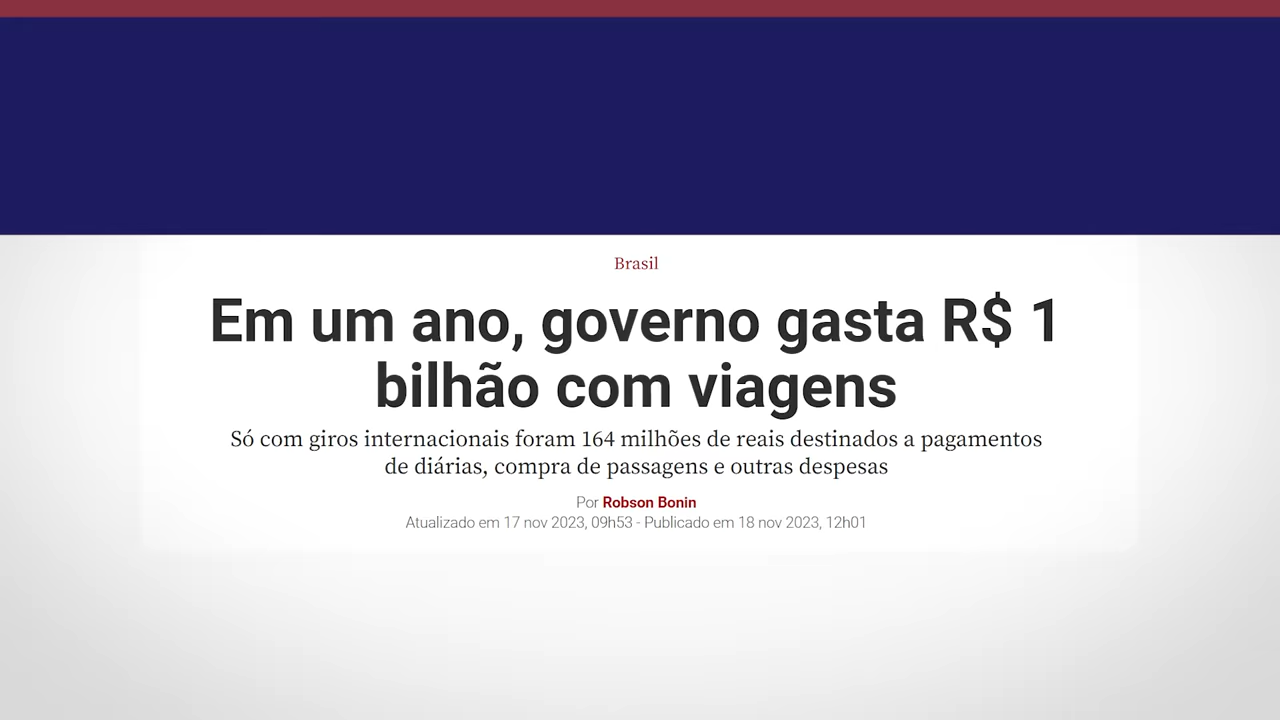 Brasil
Em um ano, governo gasta R$ 1
bilhão com viagens
Só com giros internacionais foram 164 milhões de reais destinados a pagamentos
de diárias, compra de passagens e outras despesas
Por Robson Bonin
Atualizado em 17 nov 2023, 09h53 - Publicado em 18 nov 2023, 12h01